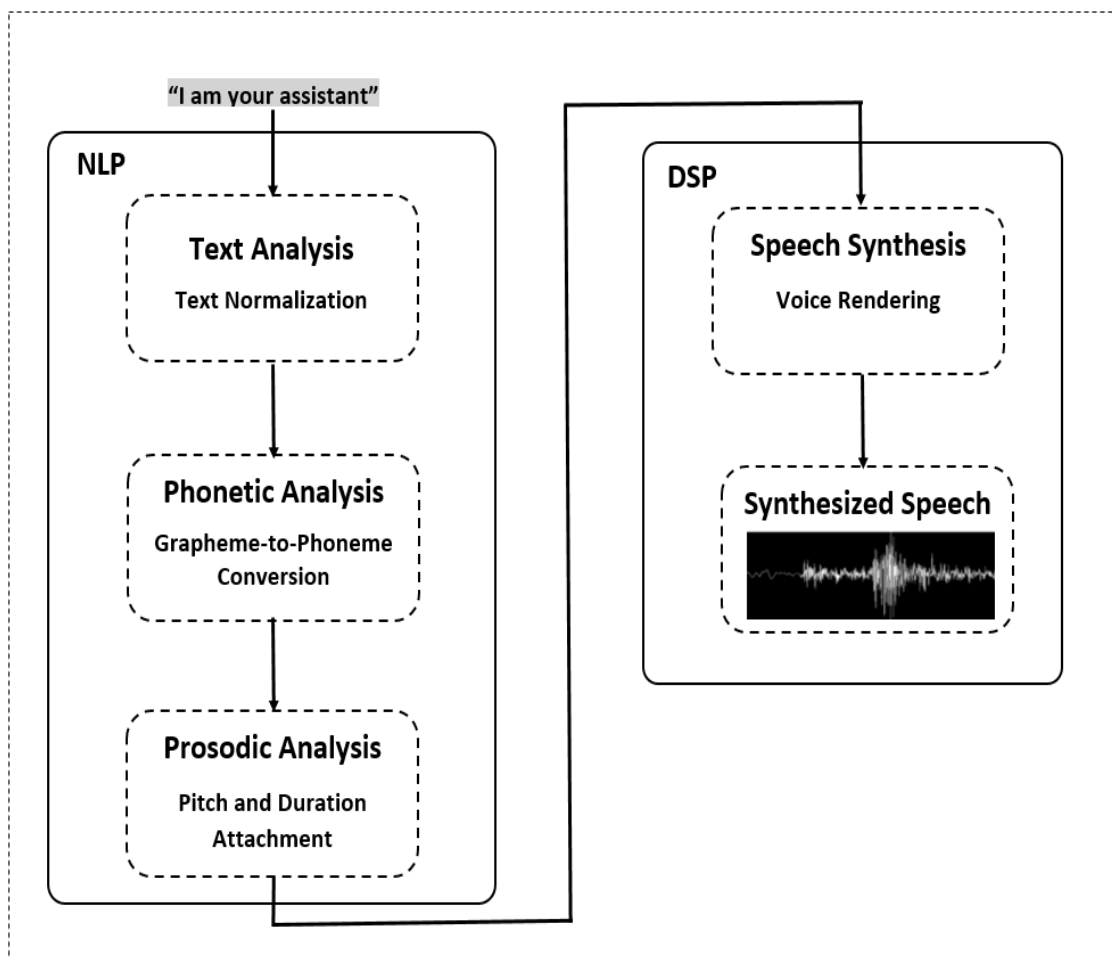 “I am your assistant”
NLP
Text Analysis
Text Normalization
Phonetic Analysis
Grapheme-to-Phoneme
Conversion
Prosodic Analysis
Pitch and Duration
Attachment
DSP
Speech Synthesis
Voice Rendering
Synthesized Speech